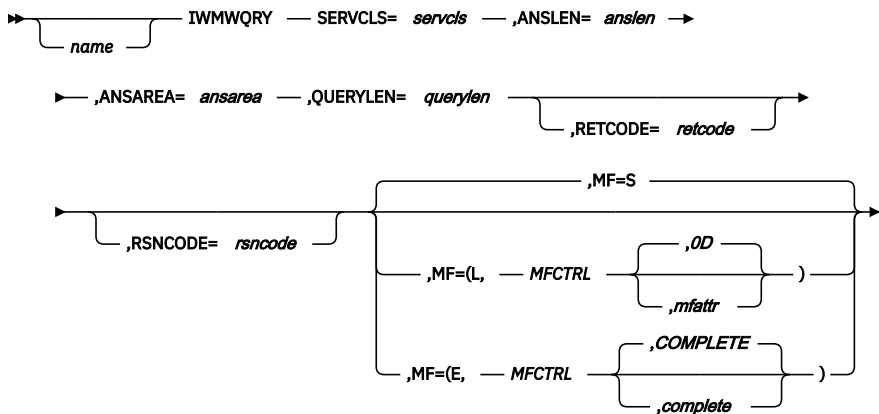 IWMWQRY SERVCLS= servcls ,ANSLEN= anslen
name
,ANSAREA= ansarea ,QUERYLEN= querylen
,RETCODE= retcode
,MF=S
,RSNCODE= rsncode
,0D
,MF=(L, MFCTRL )
,mfattr
,COMPLETE
,MF=(E, MFCTRL )
,complete